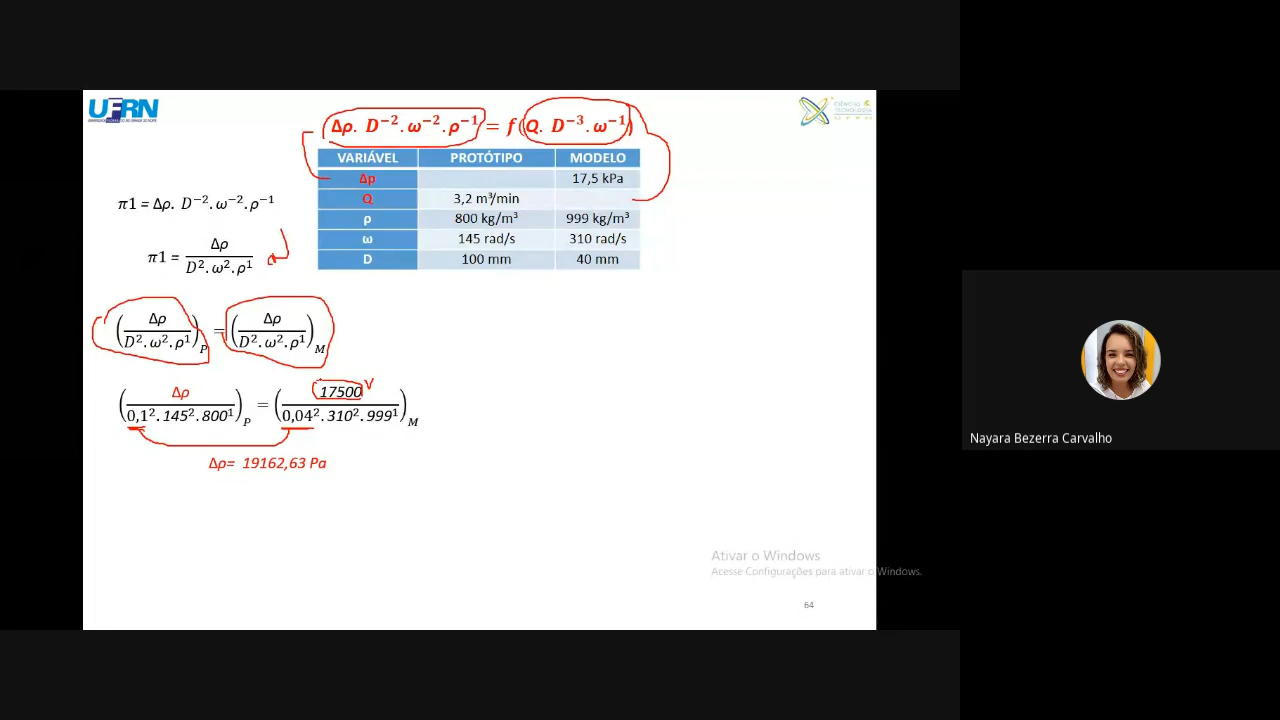 UFRN
Δρ. D⁻².ω⁻².ρ⁻¹ = f(Q. D⁻³.ω⁻¹)
VARIÁVEL PROTÓTIPO MODELO
Δp 17,5 kPa
Q 3,2 m³/min
ρ 800 kg/m³ 999 kg/m³
ω 145 rad/s 310 rad/s
D 100 mm 40 mm
π1 = Δρ. D⁻².ω⁻².ρ⁻¹
π1 = Δρ / D².ω².ρ¹
(Δρ / D².ω².ρ¹)P = (Δρ / D².ω².ρ¹)M
(Δρ / 0,1².145².800¹)P = (17500 / 0,04².310².999¹)M
Δρ= 19162,63 Pa
Nayara Bezerra Carvalho
Ativar o Windows
Acesse Configurações para ativar o Windows.
64